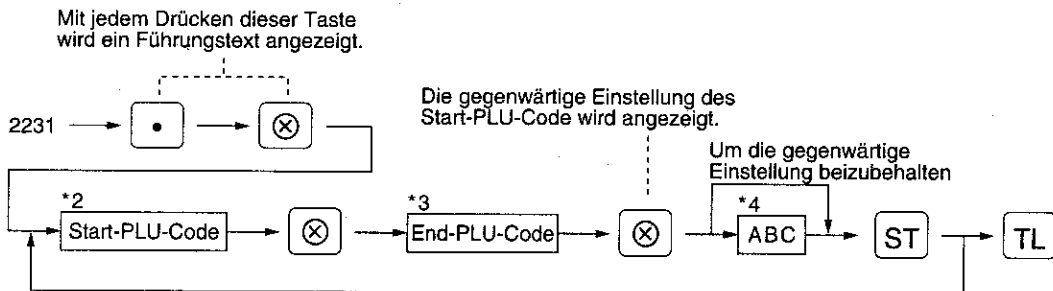 Mit jedem Drücken dieser Taste
wird ein Führungstext angezeigt.
2231
•
⊗
Die gegenwärtige Einstellung des
Start-PLU-Code wird angezeigt.
Um die gegenwärtige
Einstellung beizubehalten
*2
Start-PLU-Code
⊗
*3
End-PLU-Code
⊗
*4
ABC
ST
TL